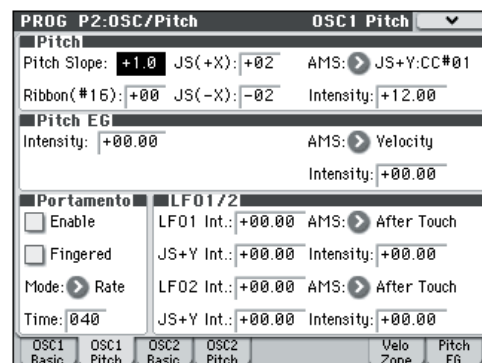 PROG P2:OSC/Pitch OSC1 Pitch
Pitch
Pitch Slope: +1.0 JS(+X): +02 AMS: JS+Y:CC#01
Ribbon(#16): +00 JS(-X): -02 Intensity: +12.00
Pitch EG
Intensity: +00.00 AMS: Velocity
Intensity: +00.00
Portamento LFO1/2
Enable LFO1 Int.: +00.00 AMS: After Touch
Fingered JS+Y Int.: +00.00 Intensity: +00.00
Mode: Rate LFO2 Int.: +00.00 AMS: After Touch
Time: 040 JS+Y Int.: +00.00 Intensity: +00.00
OSC1 Basic OSC1 Pitch OSC2 Basic OSC2 Pitch Velo Zone Pitch EG